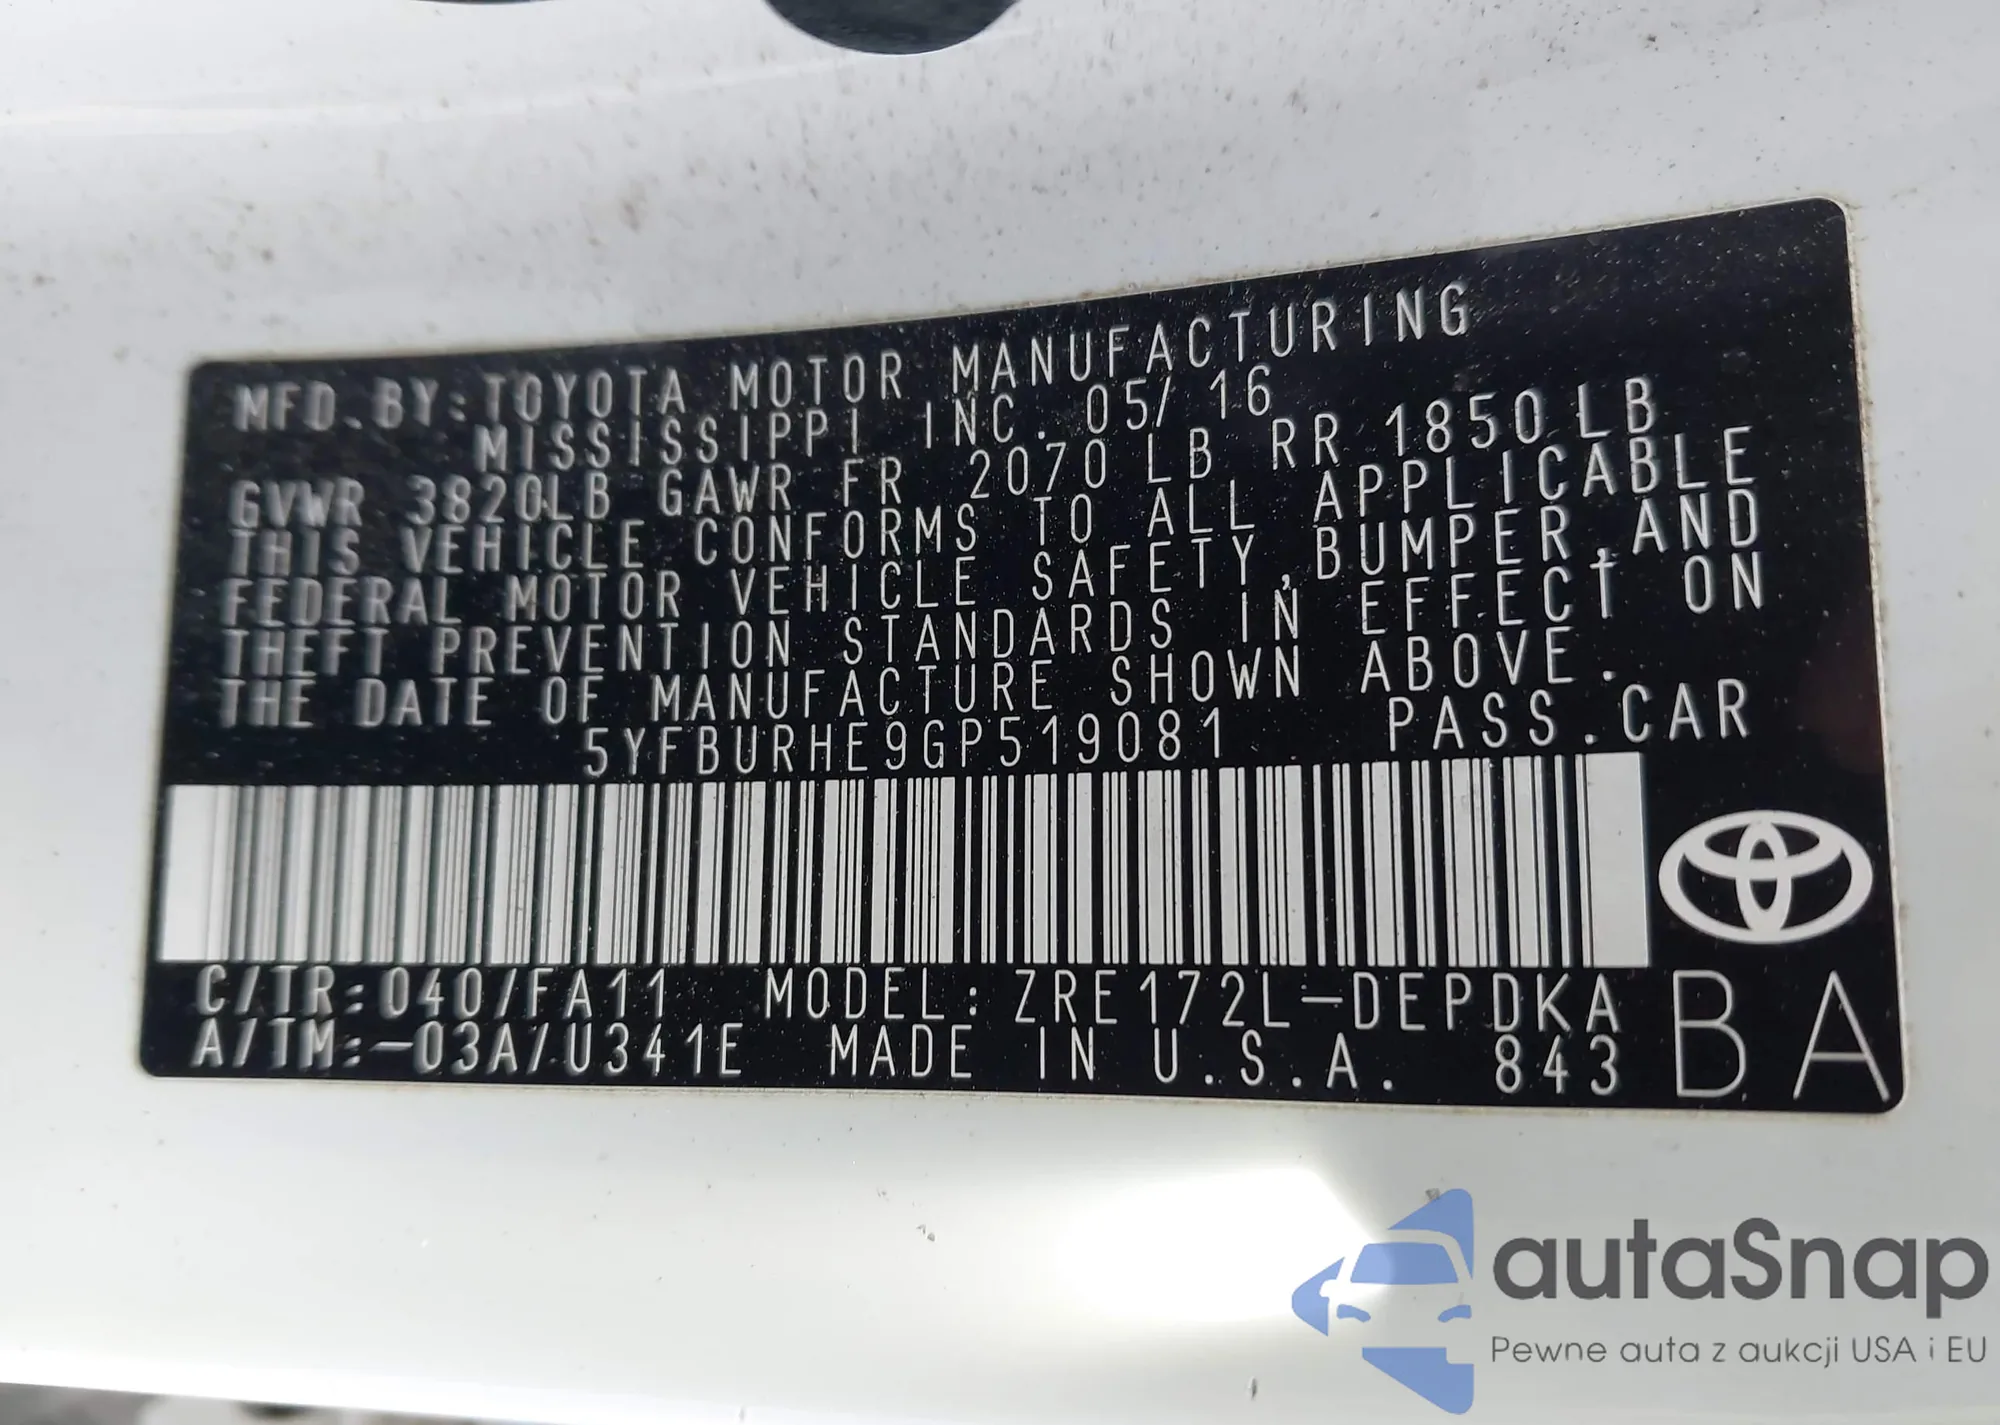 MFD.BY:TOYOTA MOTOR MANUFACTURING
MISSISSIPPI INC. 05/16
GVWR 3820LB GAWR FR 2070 LB RR 1850LB
THIS VEHICLE CONFORMS TO ALL APPLICABLE
FEDERAL MOTOR VEHICLE SAFETY,BUMPER,AND
THEFT PREVENTION STANDARDS IN EFFECT ON
THE DATE OF MANUFACTURE SHOWN ABOVE.
5YFBURHE9GP519081 PASS.CAR
C/TR:040/FA11 MODEL:ZRE172L-DEPDKA
A/TM:-03A/U341E MADE IN U.S.A. 843
BA
autaSnap
Pewne auta z aukcji USA i EU